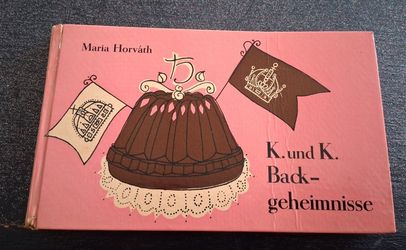 Maria Horváth
K. und K.
Back-
geheimnisse